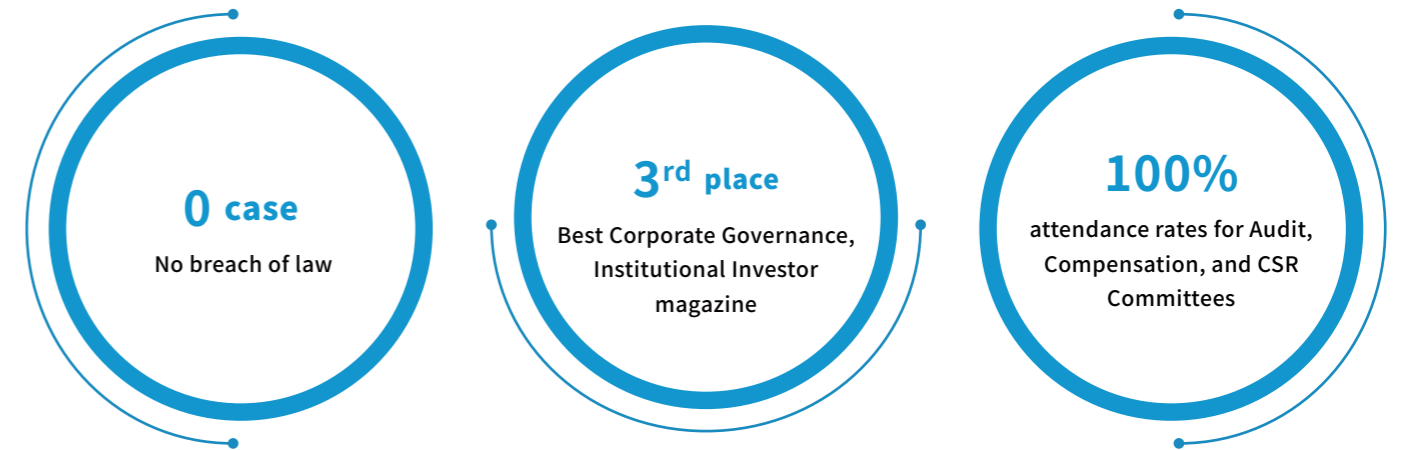 0 case
No breach of law
3rd place
Best Corporate Governance,
Institutional Investor
magazine
100%
attendance rates for Audit,
Compensation, and CSR
Committees